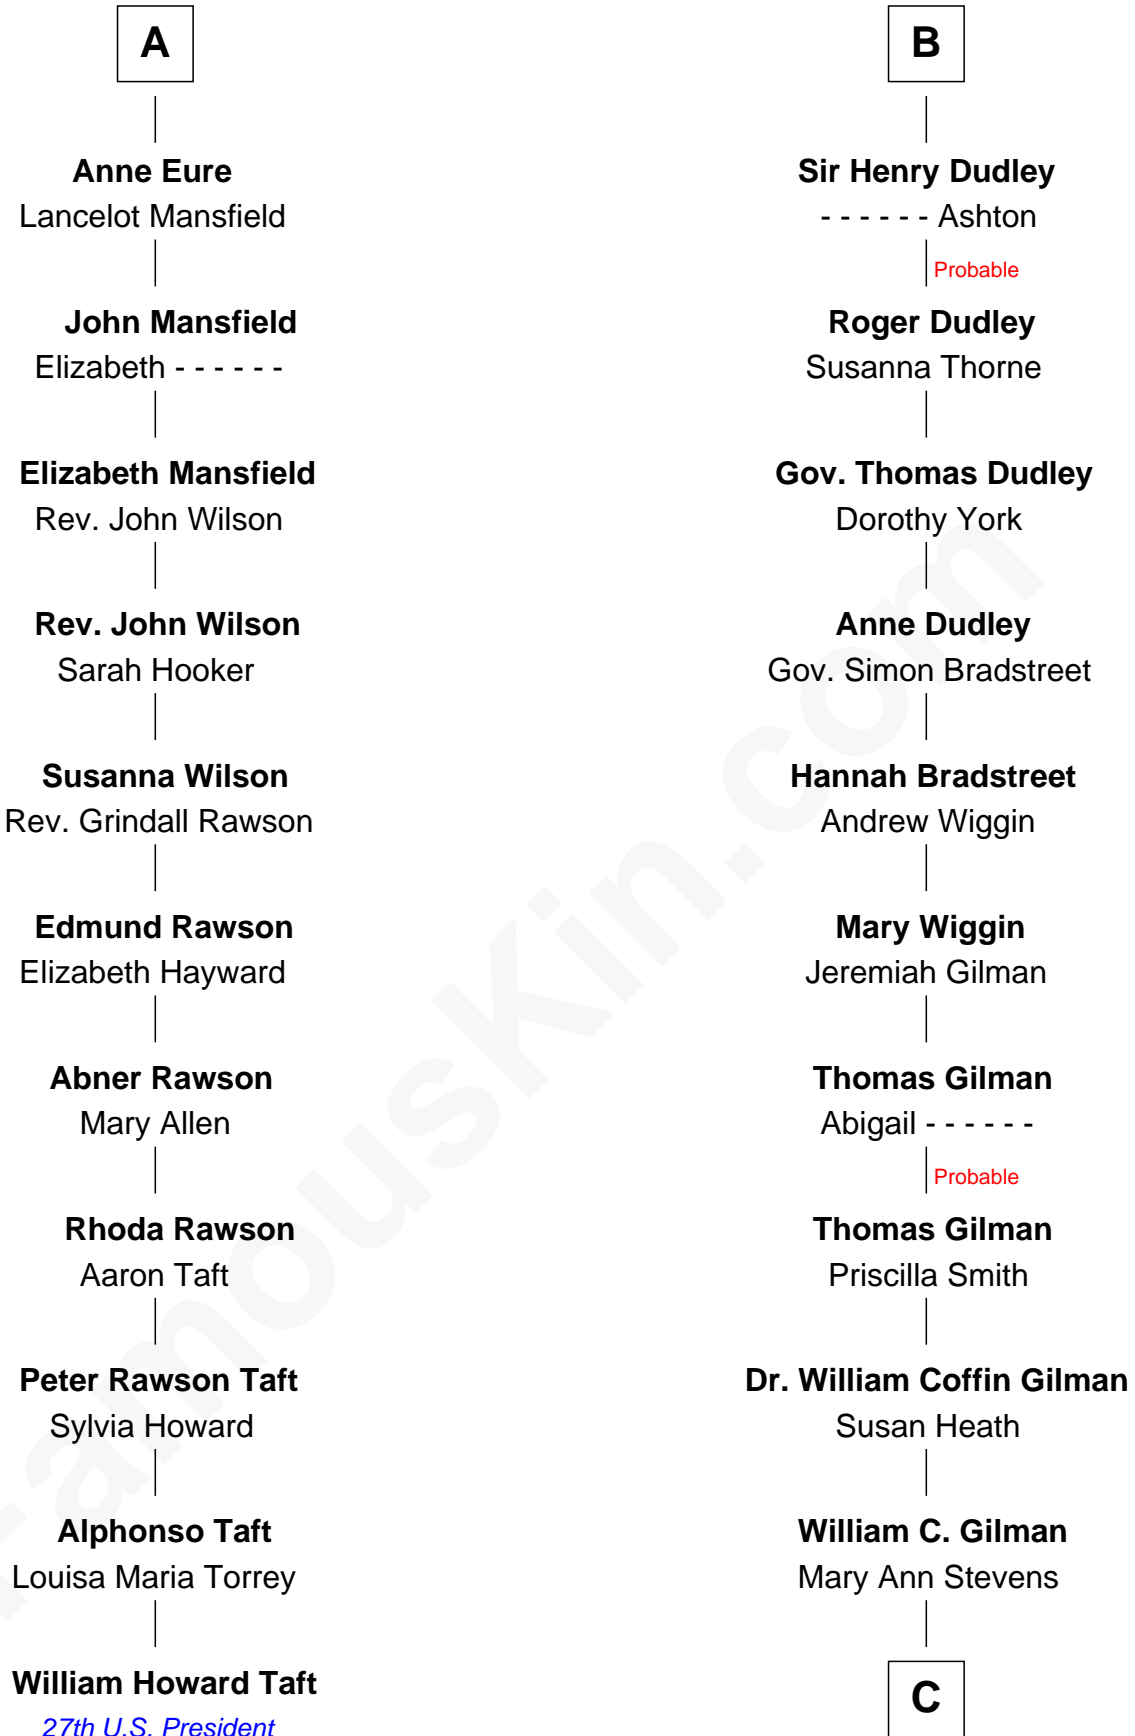 A
Anne Eure
Lancelot Mansfield
John Mansfield
Elizabeth - - - - - -
Elizabeth Mansfield
Rev. John Wilson
Rev. John Wilson
Sarah Hooker
Susanna Wilson
Rev. Grindall Rawson
Edmund Rawson
Elizabeth Hayward
Abner Rawson
Mary Allen
Rhoda Rawson
Aaron Taft
Peter Rawson Taft
Sylvia Howard
Alphonso Taft
Louisa Maria Torrey
William Howard Taft
27th U.S. President
B
Sir Henry Dudley
- - - - - - Ashton
Probable
Roger Dudley
Susanna Thorne
Gov. Thomas Dudley
Dorothy York
Anne Dudley
Gov. Simon Bradstreet
Hannah Bradstreet
Andrew Wiggin
Mary Wiggin
Jeremiah Gilman
Thomas Gilman
Abigail - - - - - -
Probable
Thomas Gilman
Priscilla Smith
Dr. William Coffin Gilman
Susan Heath
William C. Gilman
Mary Ann Stevens
C
FamousKin.com